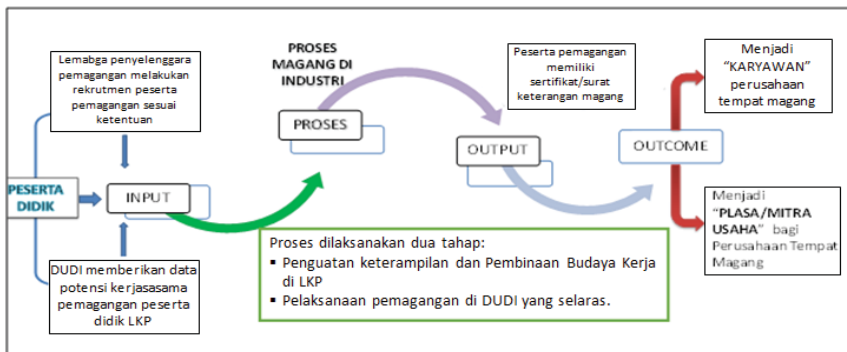 Lemabga penyelenggara
pemagangan melakukan
rekrutmen peserta
pemagangan sesuai
ketentuan
PESERTA
DIDIK
INPUT
DUDI memberikan data
potensi kerjasasama
pemagangan peserta
didik LKP
PROSES
MAGANG DI
INDUSTRI
PROSES
Proses dilaksanakan dua tahap:
▪ Penguatan keterampilan dan Pembinaan Budaya Kerja
di LKP
▪ Pelaksanaan pemagangan di DUDI yang selaras.
Peserta pemagangan
memiliki
sertifikat/surat
keterangan magang
OUTPUT
OUTCOME
Menjadi
“KARYAWAN”
perusahaan
tempat magang
Menjadi
“PLASA/MITRA
USAHA” bagi
Perusahaan Tempat
Magang